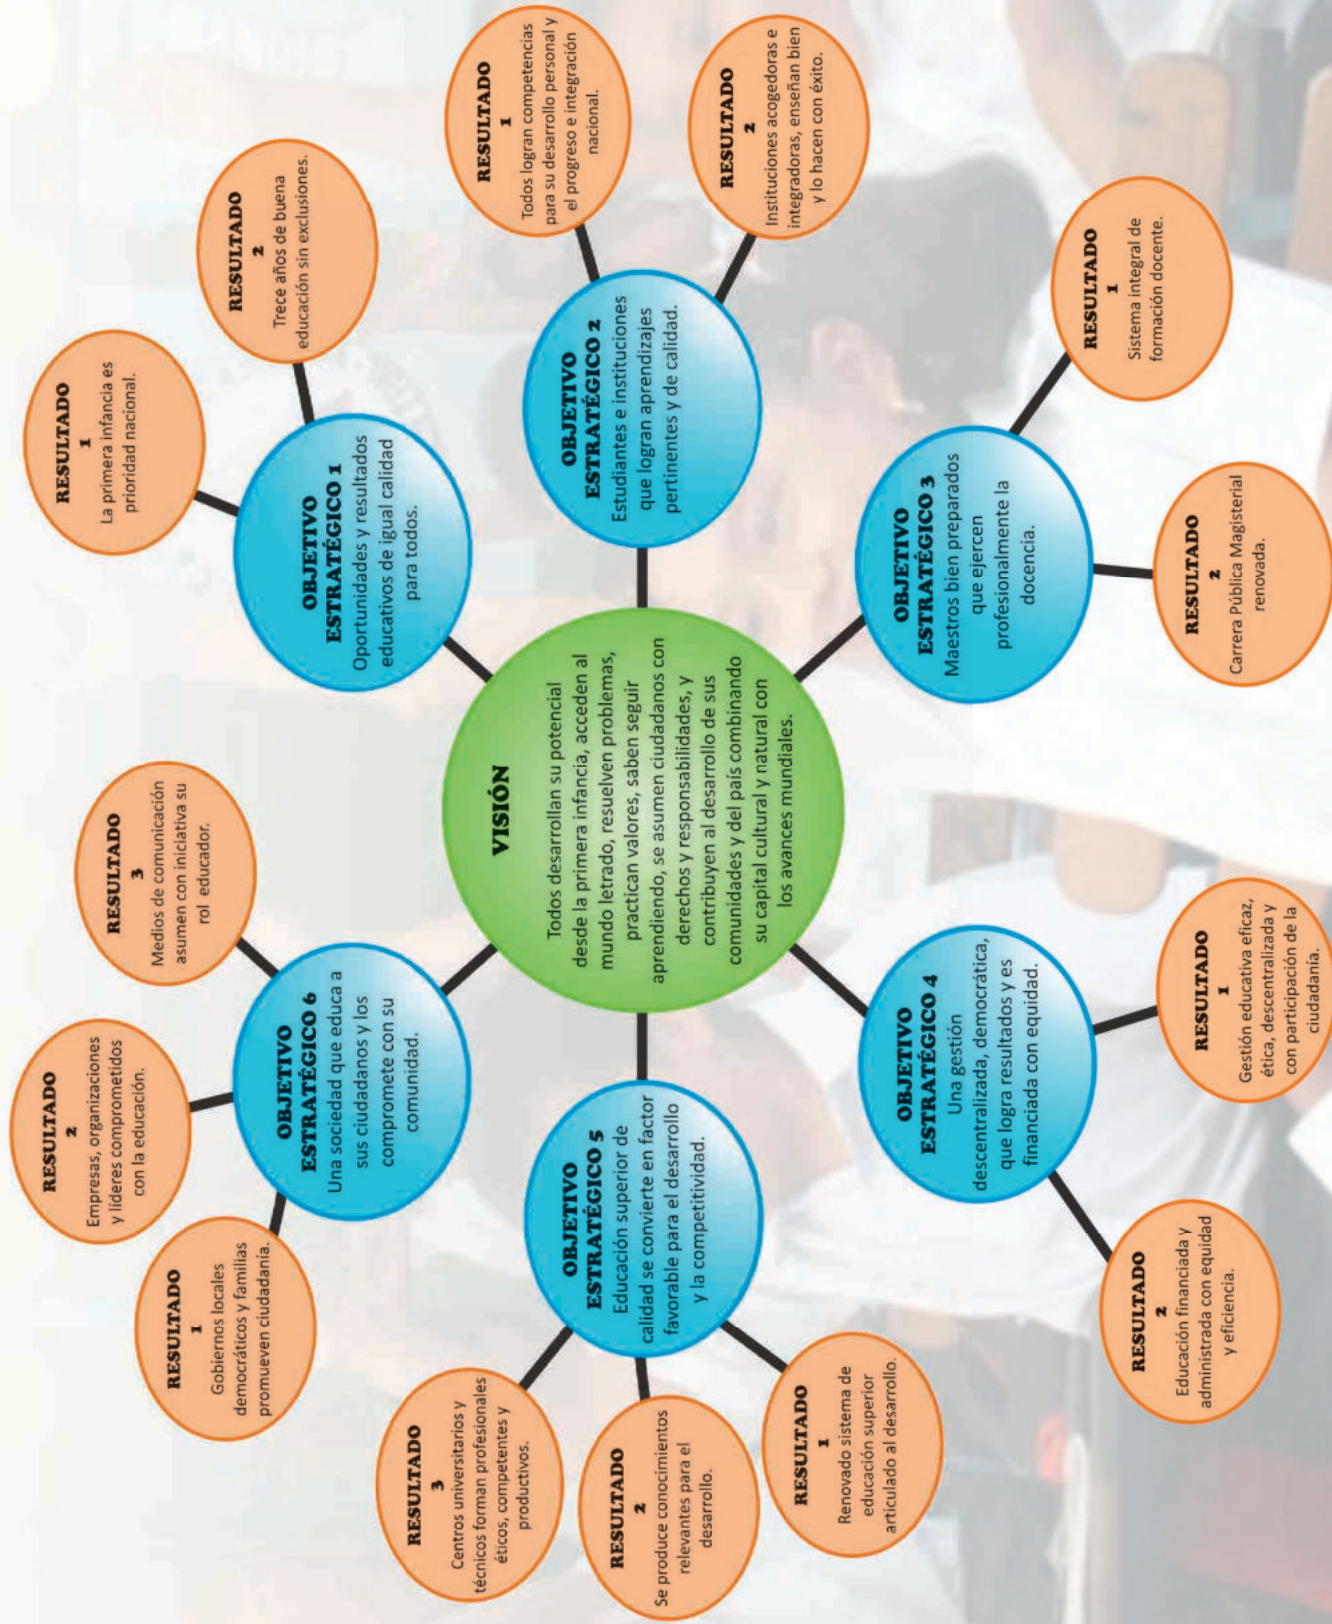 VISIÓN
Todos desarrollan su potencial
desde la primera infancia, acceden al
mundo letrado, resuelven problemas,
practican valores, saben seguir
aprendiendo, se asumen ciudadanos con
derechos y responsabilidades, y
contribuyen al desarrollo de sus
comunidades y del país combinando
su capital cultural y natural con
los avances mundiales.
OBJETIVO
ESTRATÉGICO 1
Oportunidades y resultados
educativos de igual calidad
para todos.
RESULTADO
1
La primera infancia es
prioridad nacional.
RESULTADO
2
Trece años de buena
educación sin exclusiones.
OBJETIVO
ESTRATÉGICO 2
Estudiantes e instituciones
que logran aprendizajes
pertinentes y de calidad.
RESULTADO
1
Todos logran competencias
para su desarrollo personal y
el progreso e integración
nacional.
RESULTADO
2
Instituciones acogedoras e
integradoras, enseñan bien
y lo hacen con éxito.
OBJETIVO
ESTRATÉGICO 3
Maestros bien preparados
que ejercen
profesionalmente la
docencia.
RESULTADO
1
Sistema integral de
formación docente.
RESULTADO
2
Carrera Pública Magisterial
renovada.
OBJETIVO
ESTRATÉGICO 4
Una gestión
descentralizada, democrática,
que logra resultados y es
financiada con equidad.
RESULTADO
1
Gestión educativa eficaz,
ética, descentralizada y
con participación de la
ciudadanía.
RESULTADO
2
Educación financiada y
administrada con equidad
y eficiencia.
OBJETIVO
ESTRATÉGICO 5
Educación superior de
calidad se convierte en factor
favorable para el desarrollo
y la competitividad.
RESULTADO
1
Renovado sistema de
educación superior
articulado al desarrollo.
RESULTADO
2
Se produce conocimientos
relevantes para el
desarrollo.
RESULTADO
3
Centros universitarios y
técnicos forman profesionales
éticos, competentes y
productivos.
OBJETIVO
ESTRATÉGICO 6
Una sociedad que educa a
sus ciudadanos y los
compromete con su
comunidad.
RESULTADO
1
Gobiernos locales
democráticos y familias
promueven ciudadanía.
RESULTADO
2
Empresas, organizaciones
y líderes comprometidos
con la educación.
RESULTADO
3
Medios de comunicación
asumen con iniciativa su
rol educador.